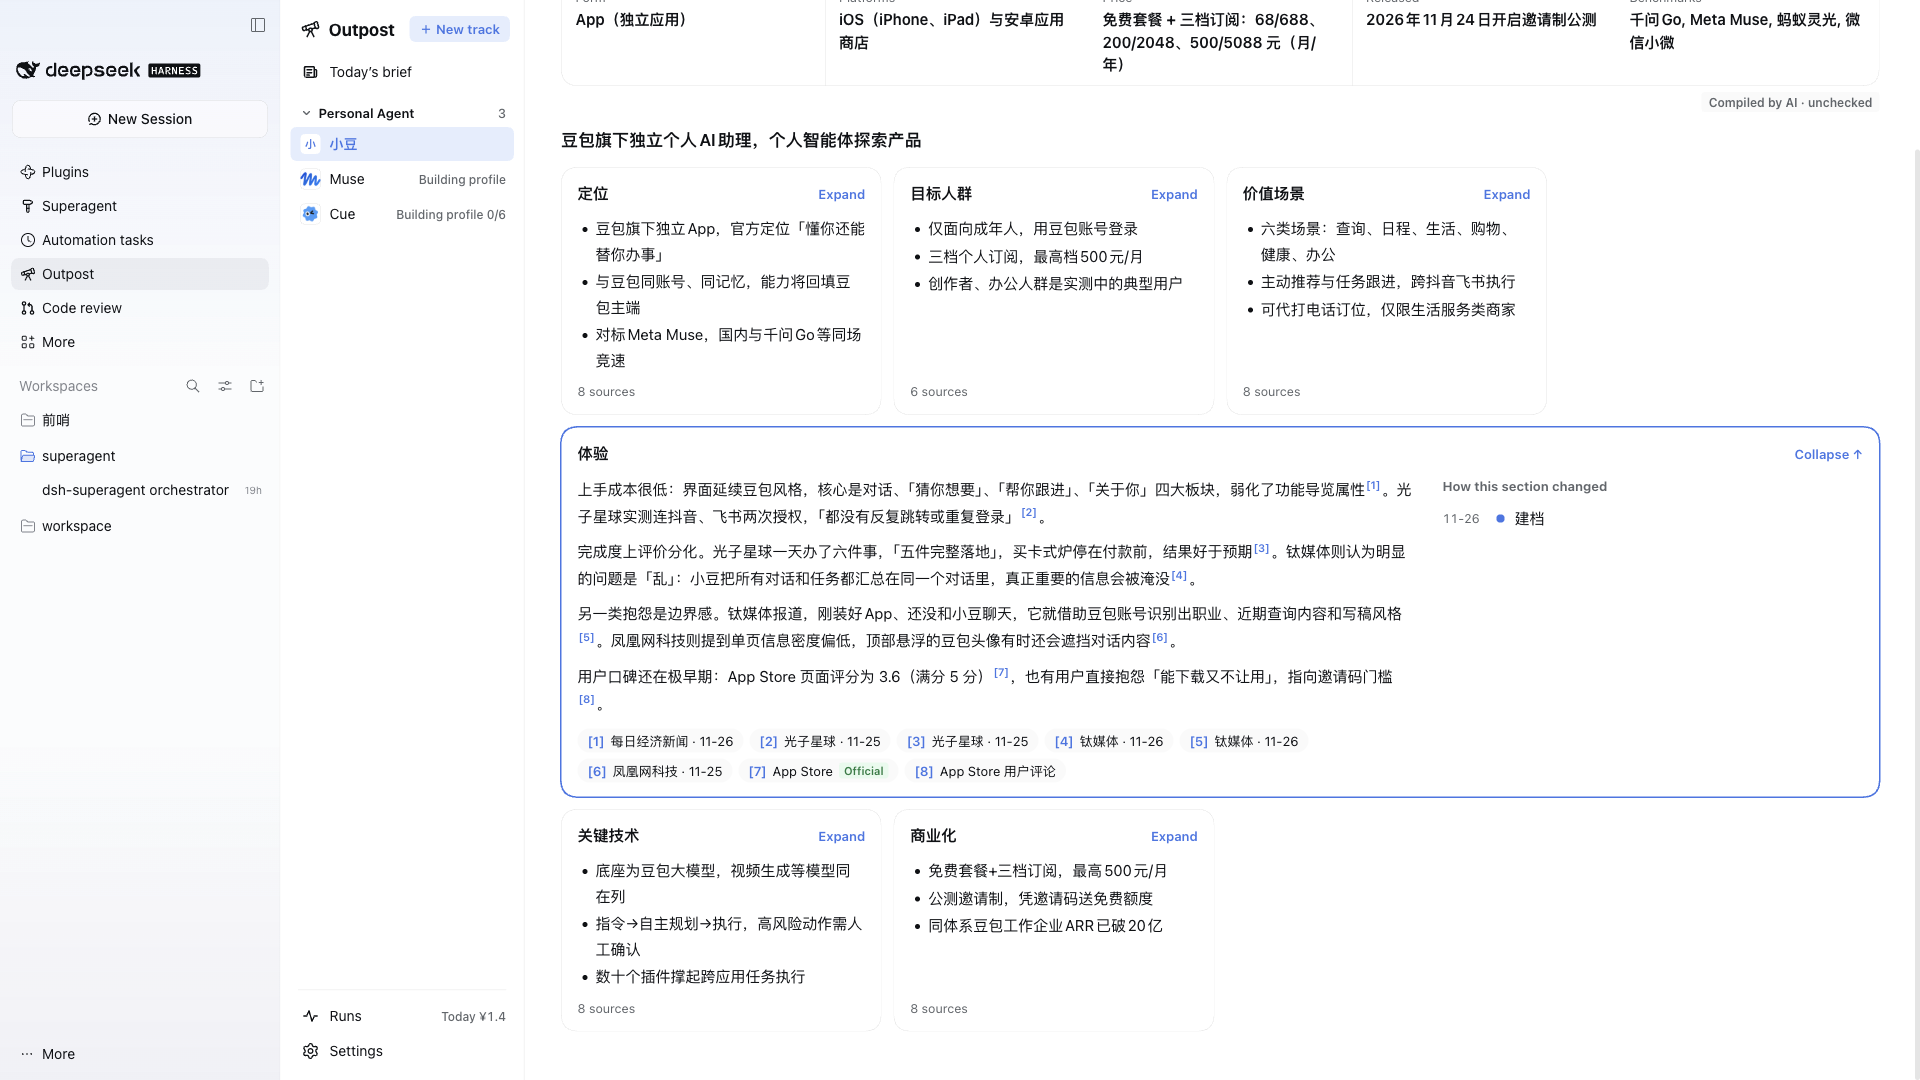 deepseek HARNESS
New Session
Plugins
Superagent
Automation tasks
Outpost
Code review
More
Workspaces
前哨
superagent
dsh-superagent orchestrator 19h
workspace
More
Outpost
+ New track
Today's brief
Personal Agent 3
小 小豆
Muse Building profile
Cue Building profile 0/6
Runs Today ¥1.4
Settings
App（独立应用）
iOS（iPhone、iPad）与安卓应用
商店
免费套餐 + 三档订阅：68/688、
200/2048、500/5088 元（月/
年）
2026年11月24日开启邀请制公测
千问Go, Meta Muse, 蚂蚁灵光, 微
信小微
Compiled by AI · unchecked
豆包旗下独立个人AI助理，个人智能体探索产品
定位 Expand
• 豆包旗下独立App，官方定位「懂你还能
替你办事」
• 与豆包同账号、同记忆，能力将回填豆
包主端
• 对标Meta Muse，国内与千问Go等同场
竞速
8 sources
目标人群 Expand
• 仅面向成年人，用豆包账号登录
• 三档个人订阅，最高档500元/月
• 创作者、办公人群是实测中的典型用户
6 sources
价值场景 Expand
• 六类场景：查询、日程、生活、购物、
健康、办公
• 主动推荐与任务跟进，跨抖音飞书执行
• 可代打电话订位，仅限生活服务类商家
8 sources
体验 Collapse ↑
上手成本很低：界面延续豆包风格，核心是对话、「猜你想要」、「帮你跟进」、「关于你」四大板块，弱化了功能导览属性[1]。光
子星球实测连抖音、飞书两次授权，「都没有反复跳转或重复登录」[2]。
完成度上评价分化。光子星球一天办了六件事，「五件完整落地」，买卡式炉停在付款前，结果好于预期[3]。钛媒体则认为明显
的问题是「乱」：小豆把所有对话和任务都汇总在同一个对话里，真正重要的信息会被淹没[4]。
另一类抱怨是边界感。钛媒体报道，刚装好App、还没和小豆聊天，它就借助豆包账号识别出职业、近期查询内容和写稿风格
[5]。凤凰网科技则提到单页信息密度偏低，顶部悬浮的豆包头像有时还会遮挡对话内容[6]。
用户口碑还在极早期：App Store 页面评分为 3.6（满分 5 分）[7]，也有用户直接抱怨「能下载又不让用」，指向邀请码门槛
[8]。
How this section changed
11-26 建档
[1] 每日经济新闻 · 11-26 [2] 光子星球 · 11-25 [3] 光子星球 · 11-25 [4] 钛媒体 · 11-26 [5] 钛媒体 · 11-26
[6] 凤凰网科技 · 11-25 [7] App Store Official [8] App Store 用户评论
关键技术 Expand
• 底座为豆包大模型，视频生成等模型同
在列
• 指令→自主规划→执行，高风险动作需人
工确认
• 数十个插件撑起跨应用任务执行
8 sources
商业化 Expand
• 免费套餐+三档订阅，最高500元/月
• 公测邀请制，凭邀请码送免费额度
• 同体系豆包工作企业ARR已破20亿
8 sources